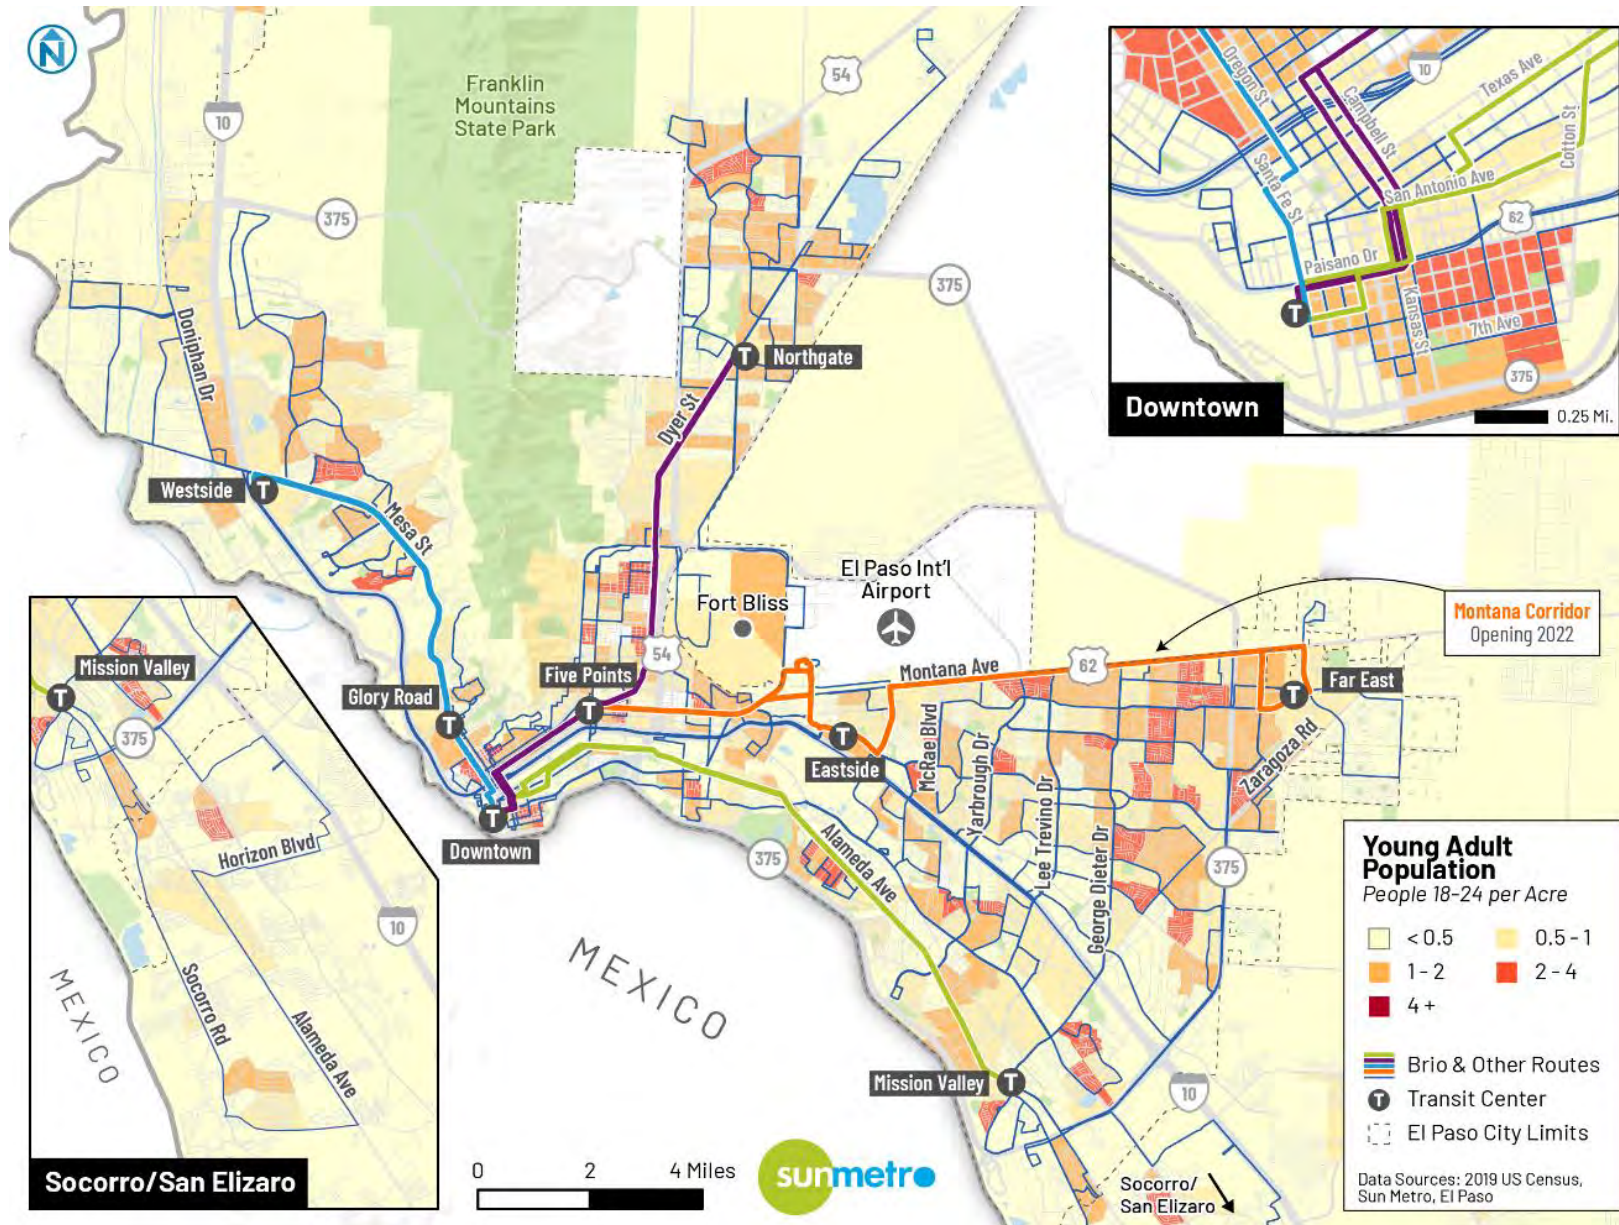 N
Franklin
Mountains
State Park
54
10
375
375
Doniphan Dr
Northgate
Dyer St
Westside
Mesa St
El Paso Int'l
Airport
Fort Bliss
54
Five Points
Glory Road
Montana Ave
62
Montana Corridor
Opening 2022
Far East
T
T
T
T
T
T
T
T
Eastside
McRae Blvd
Yarbrough Dr
Lee Trevino Dr
George Dieter Dr
Zaragoza Rd
Downtown
375
Alameda Ave
375
MEXICO
Mission Valley
10
Socorro/
San Elizaro
Oregon St
10
Texas Ave
Campbell St
Cotton St
Santa Fe St
San Antonio Ave
62
Paisano Dr
T
Kansas St
7th Ave
375
Downtown
0.25 Mi.
Mission Valley
T
375
Horizon Blvd
10
Socorro Rd
Alameda Ave
MEXICO
Socorro/San Elizaro
0 2 4 Miles
sunmetro
Young Adult
Population
People 18-24 per Acre
< 0.5 0.5 - 1
1 - 2 2 - 4
4 +
Brio & Other Routes
T Transit Center
El Paso City Limits
Data Sources: 2019 US Census,
Sun Metro, El Paso